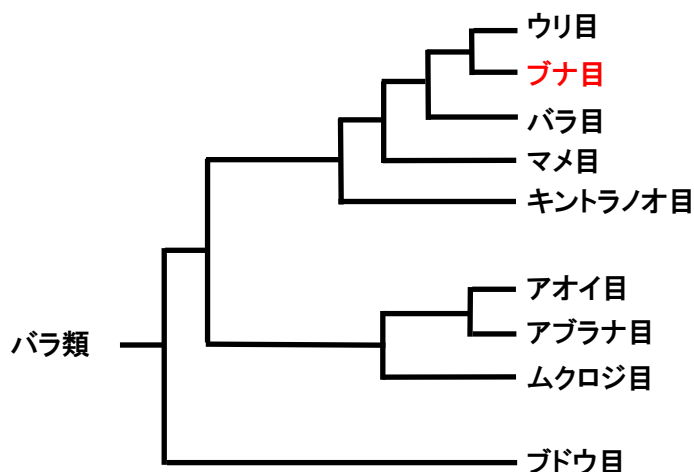 ウリ目
ブナ目
バラ目
マメ目
キントラノオ目
アオイ目
アブラナ目
バラ類
ムクロジ目
ブドウ目